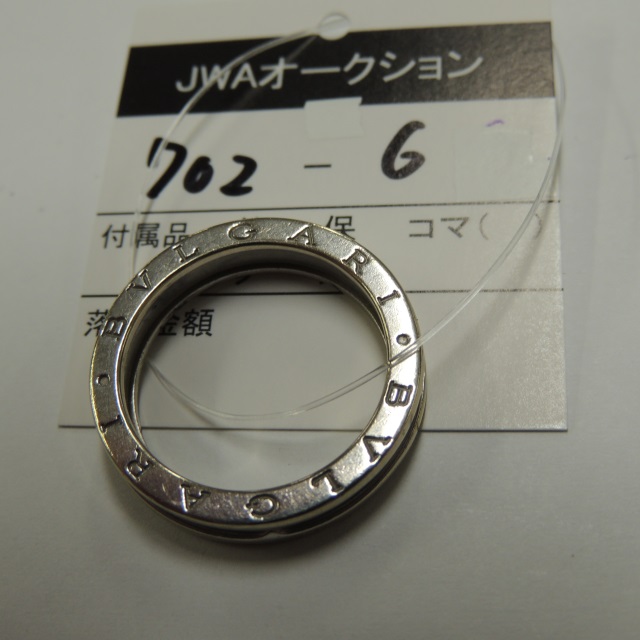 JWAオークション
702 - 6
付属品 保 コマ( )
落 金額
BVLGARI • BVLGARI •